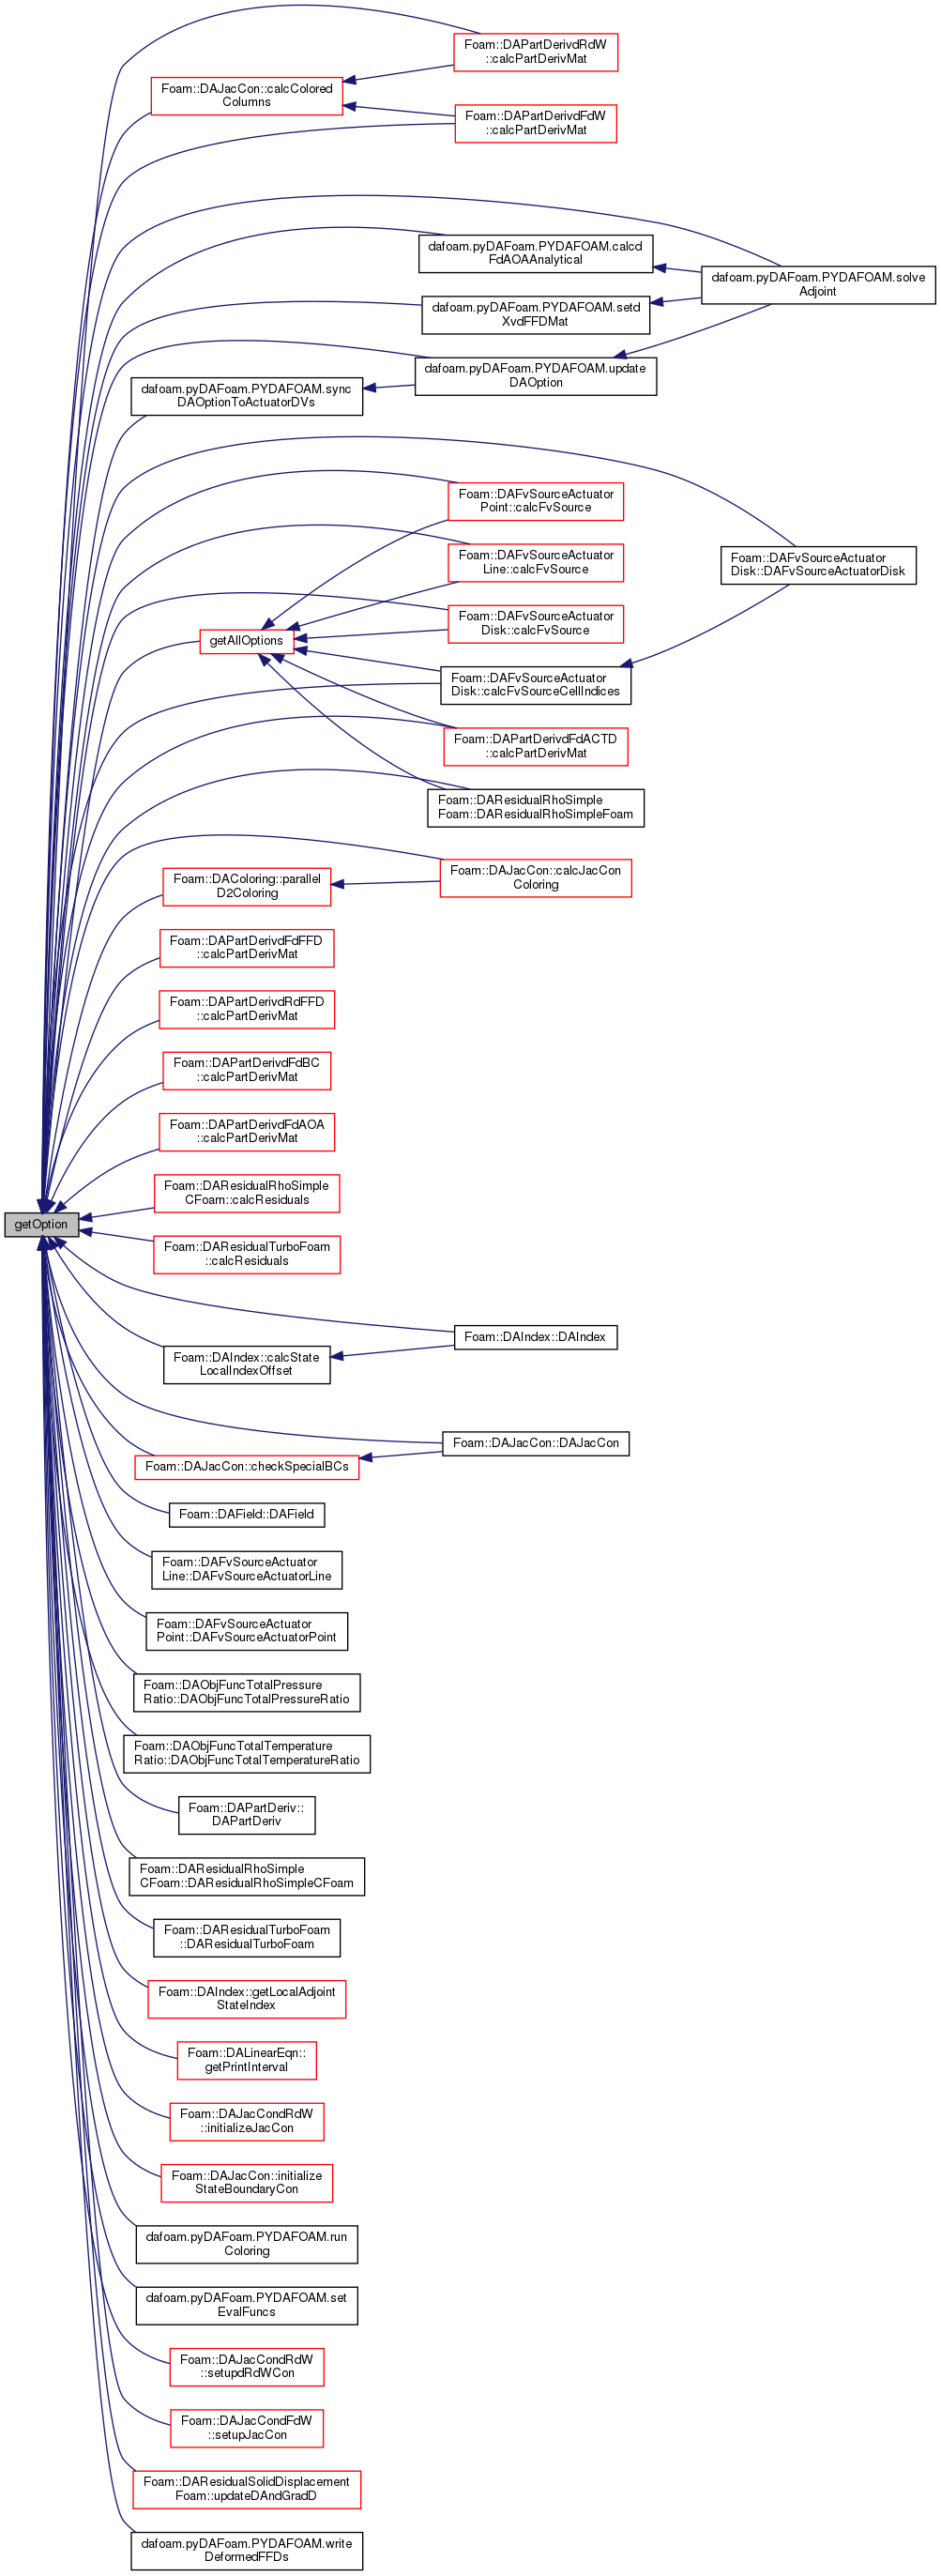 Foam::DAPartDerivdRdW
::calcPartDerivMat
Foam::DAJacCon::calcColored
Columns
Foam::DAPartDerivdFdW
::calcPartDerivMat
dafoam.pyDAFoam.PYDAFOAM.calcd
FdAOAAnalytical
dafoam.pyDAFoam.PYDAFOAM.solve
Adjoint
dafoam.pyDAFoam.PYDAFOAM.setd
XvdFFDMat
dafoam.pyDAFoam.PYDAFOAM.update
DAOption
dafoam.pyDAFoam.PYDAFOAM.sync
DAOptionToActuatorDVs
Foam::DAFvSourceActuator
Point::calcFvSource
Foam::DAFvSourceActuator
Line::calcFvSource
Foam::DAFvSourceActuator
Disk::DAFvSourceActuatorDisk
Foam::DAFvSourceActuator
Disk::calcFvSource
getAllOptions
Foam::DAFvSourceActuator
Disk::calcFvSourceCellIndices
Foam::DAPartDerivdFdACTD
::calcPartDerivMat
Foam::DAResidualRhoSimple
Foam::DAResidualRhoSimpleFoam
Foam::DAJacCon::calcJacCon
Coloring
Foam::DAColoring::parallel
D2Coloring
Foam::DAPartDerivdFdFFD
::calcPartDerivMat
Foam::DAPartDerivdRdFFD
::calcPartDerivMat
Foam::DAPartDerivdFdBC
::calcPartDerivMat
Foam::DAPartDerivdFdAOA
::calcPartDerivMat
Foam::DAResidualRhoSimple
CFoam::calcResiduals
getOption
Foam::DAResidualTurboFoam
::calcResiduals
Foam::DAIndex::DAIndex
Foam::DAIndex::calcState
LocalIndexOffset
Foam::DAJacCon::DAJacCon
Foam::DAJacCon::checkSpecialBCs
Foam::DAField::DAField
Foam::DAFvSourceActuator
Line::DAFvSourceActuatorLine
Foam::DAFvSourceActuator
Point::DAFvSourceActuatorPoint
Foam::DAObjFuncTotalPressure
Ratio::DAObjFuncTotalPressureRatio
Foam::DAObjFuncTotalTemperature
Ratio::DAObjFuncTotalTemperatureRatio
Foam::DAPartDeriv::
DAPartDeriv
Foam::DAResidualRhoSimple
CFoam::DAResidualRhoSimpleCFoam
Foam::DAResidualTurboFoam
::DAResidualTurboFoam
Foam::DAIndex::getLocalAdjoint
StateIndex
Foam::DALinearEqn::
getPrintInterval
Foam::DAJacCondRdW
::initializeJacCon
Foam::DAJacCon::initialize
StateBoundaryCon
dafoam.pyDAFoam.PYDAFOAM.run
Coloring
dafoam.pyDAFoam.PYDAFOAM.set
EvalFuncs
Foam::DAJacCondRdW
::setupdRdWCon
Foam::DAJacCondFdW
::setupJacCon
Foam::DAResidualSolidDisplacement
Foam::updateDAndGradD
dafoam.pyDAFoam.PYDAFOAM.write
DeformedFFDs